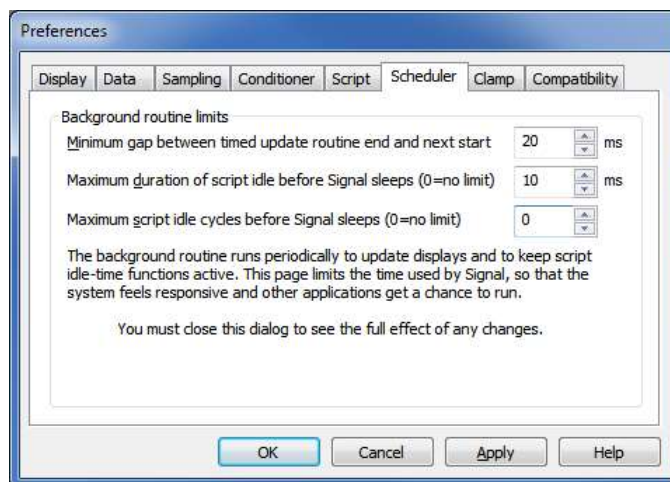 Preferences
Display Data Sampling Conditioner Script Scheduler Clamp Compatibility
Background routine limits
Minimum gap between timed update routine end and next start 20 ms
Maximum duration of script idle before Signal sleeps (0=no limit) 10 ms
Maximum script idle cycles before Signal sleeps (0=no limit) 0
The background routine runs periodically to update displays and to keep script
idle-time functions active. This page limits the time used by Signal, so that the
system feels responsive and other applications get a chance to run.
You must close this dialog to see the full effect of any changes.
OK Cancel Apply Help